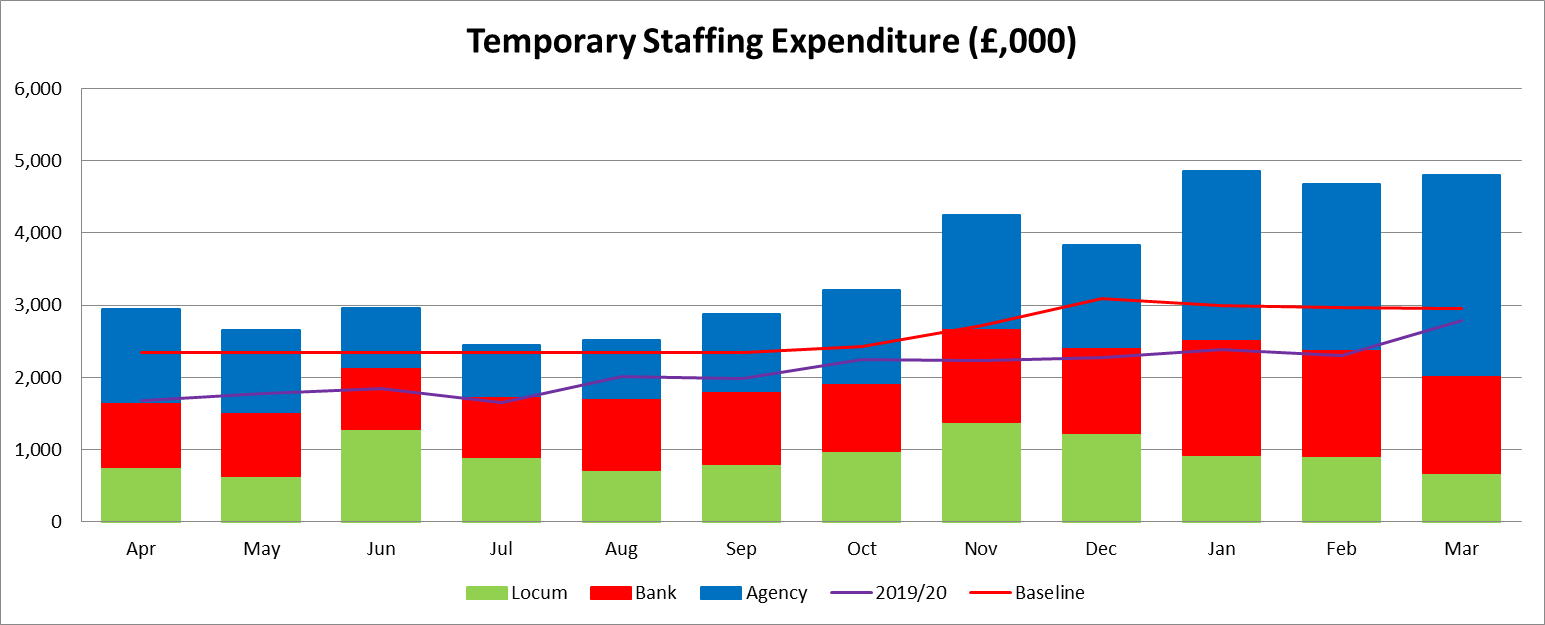 Temporary Staffing Expenditure (£,000)
6,000
5,000
4,000
3,000
2,000
1,000
0
Apr May Jun Jul Aug Sep Oct Nov Dec Jan Feb Mar
Locum Bank Agency 2019/20 Baseline